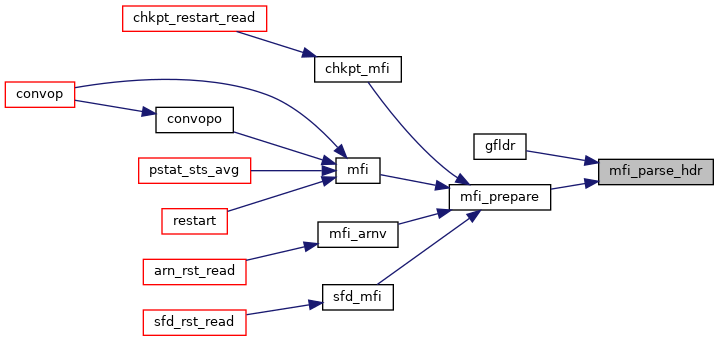 chkpt_restart_read
chkpt_mfi
convop
convopo
gfldr
mfi
pstat_sts_avg
mfi_parse_hdr
mfi_prepare
restart
mfi_arnv
arn_rst_read
sfd_mfi
sfd_rst_read